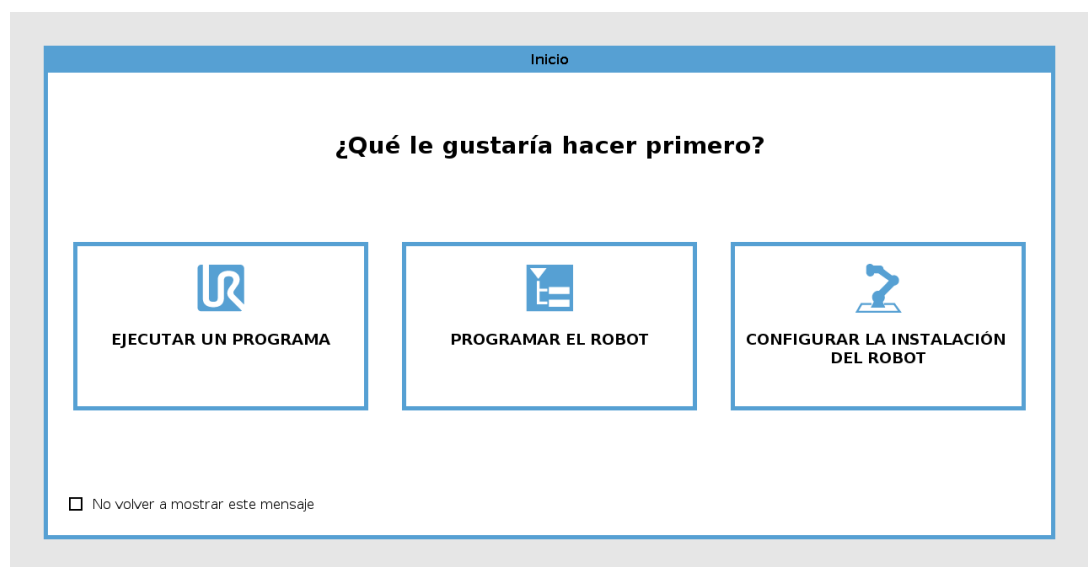 Inicio
¿Qué le gustaría hacer primero?
EJECUTAR UN PROGRAMA
PROGRAMAR EL ROBOT
CONFIGURAR LA INSTALACIÓN
DEL ROBOT
No volver a mostrar este mensaje